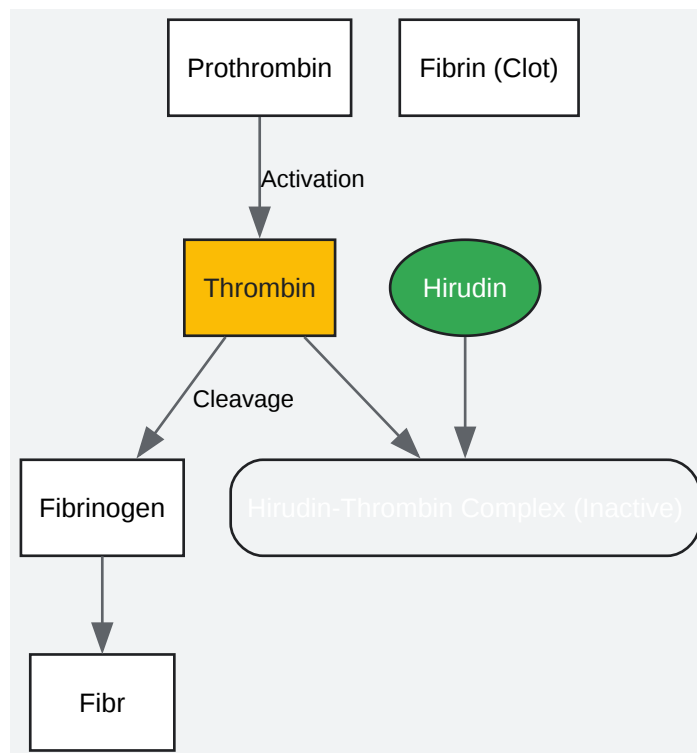 Prothrombin
Fibrin (Clot)
Activation
Thrombin
Hirudin
Cleavage
Fibrinogen
Hirudin-Thrombin Complex (Inactive)
Fibr